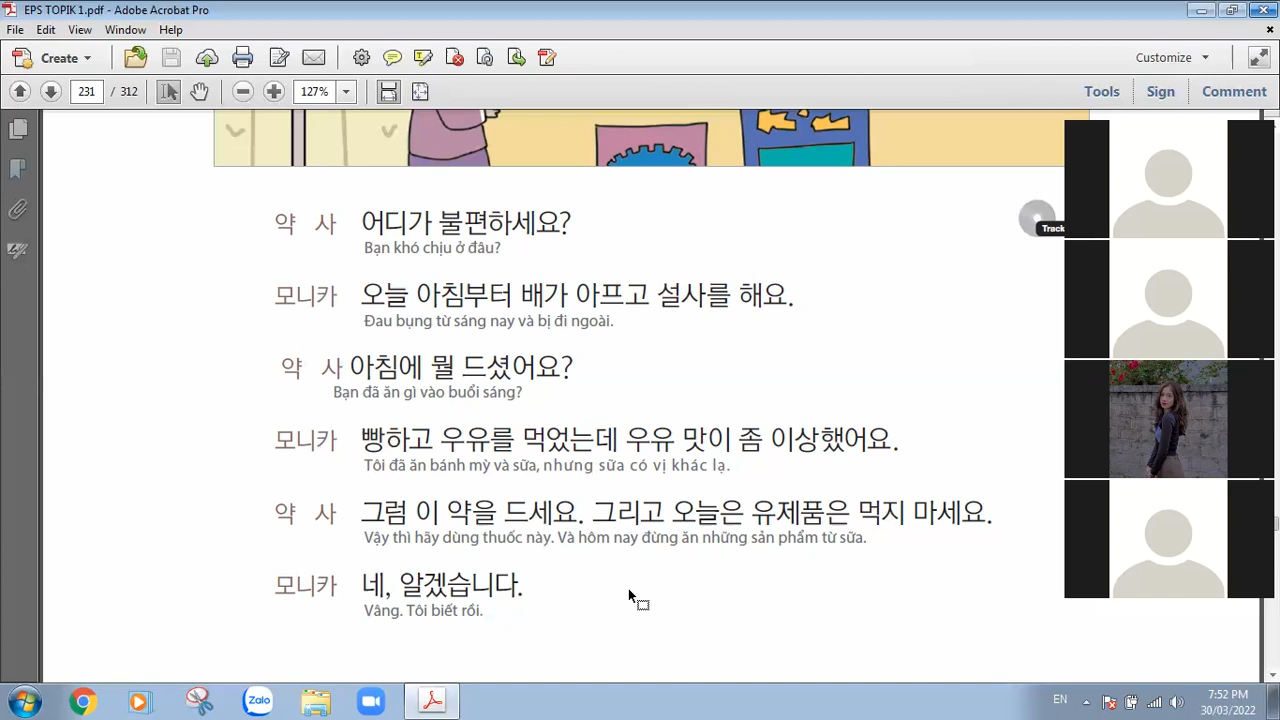 EPS TOPIK 1.pdf - Adobe Acrobat Pro
File Edit View Window Help
Create
Customize
231 / 312
127%
Tools Sign Comment
Track
약 사 어디가 불편하세요?
Bạn khó chịu ở đâu?
모니카 오늘 아침부터 배가 아프고 설사를 해요.
Đau bụng từ sáng nay và bị đi ngoài.
약 사 아침에 뭘 드셨어요?
Bạn đã ăn gì vào buổi sáng?
모니카 빵하고 우유를 먹었는데 우유 맛이 좀 이상했어요.
Tôi đã ăn bánh mỳ và sữa, nhưng sữa có vị khác lạ.
약 사 그럼 이 약을 드세요. 그리고 오늘은 유제품은 먹지 마세요.
Vậy thì hãy dùng thuốc này. Và hôm nay đừng ăn những sản phẩm từ sữa.
모니카 네, 알겠습니다.
Vâng. Tôi biết rồi.
Zalo
EN
7:52 PM
30/03/2022